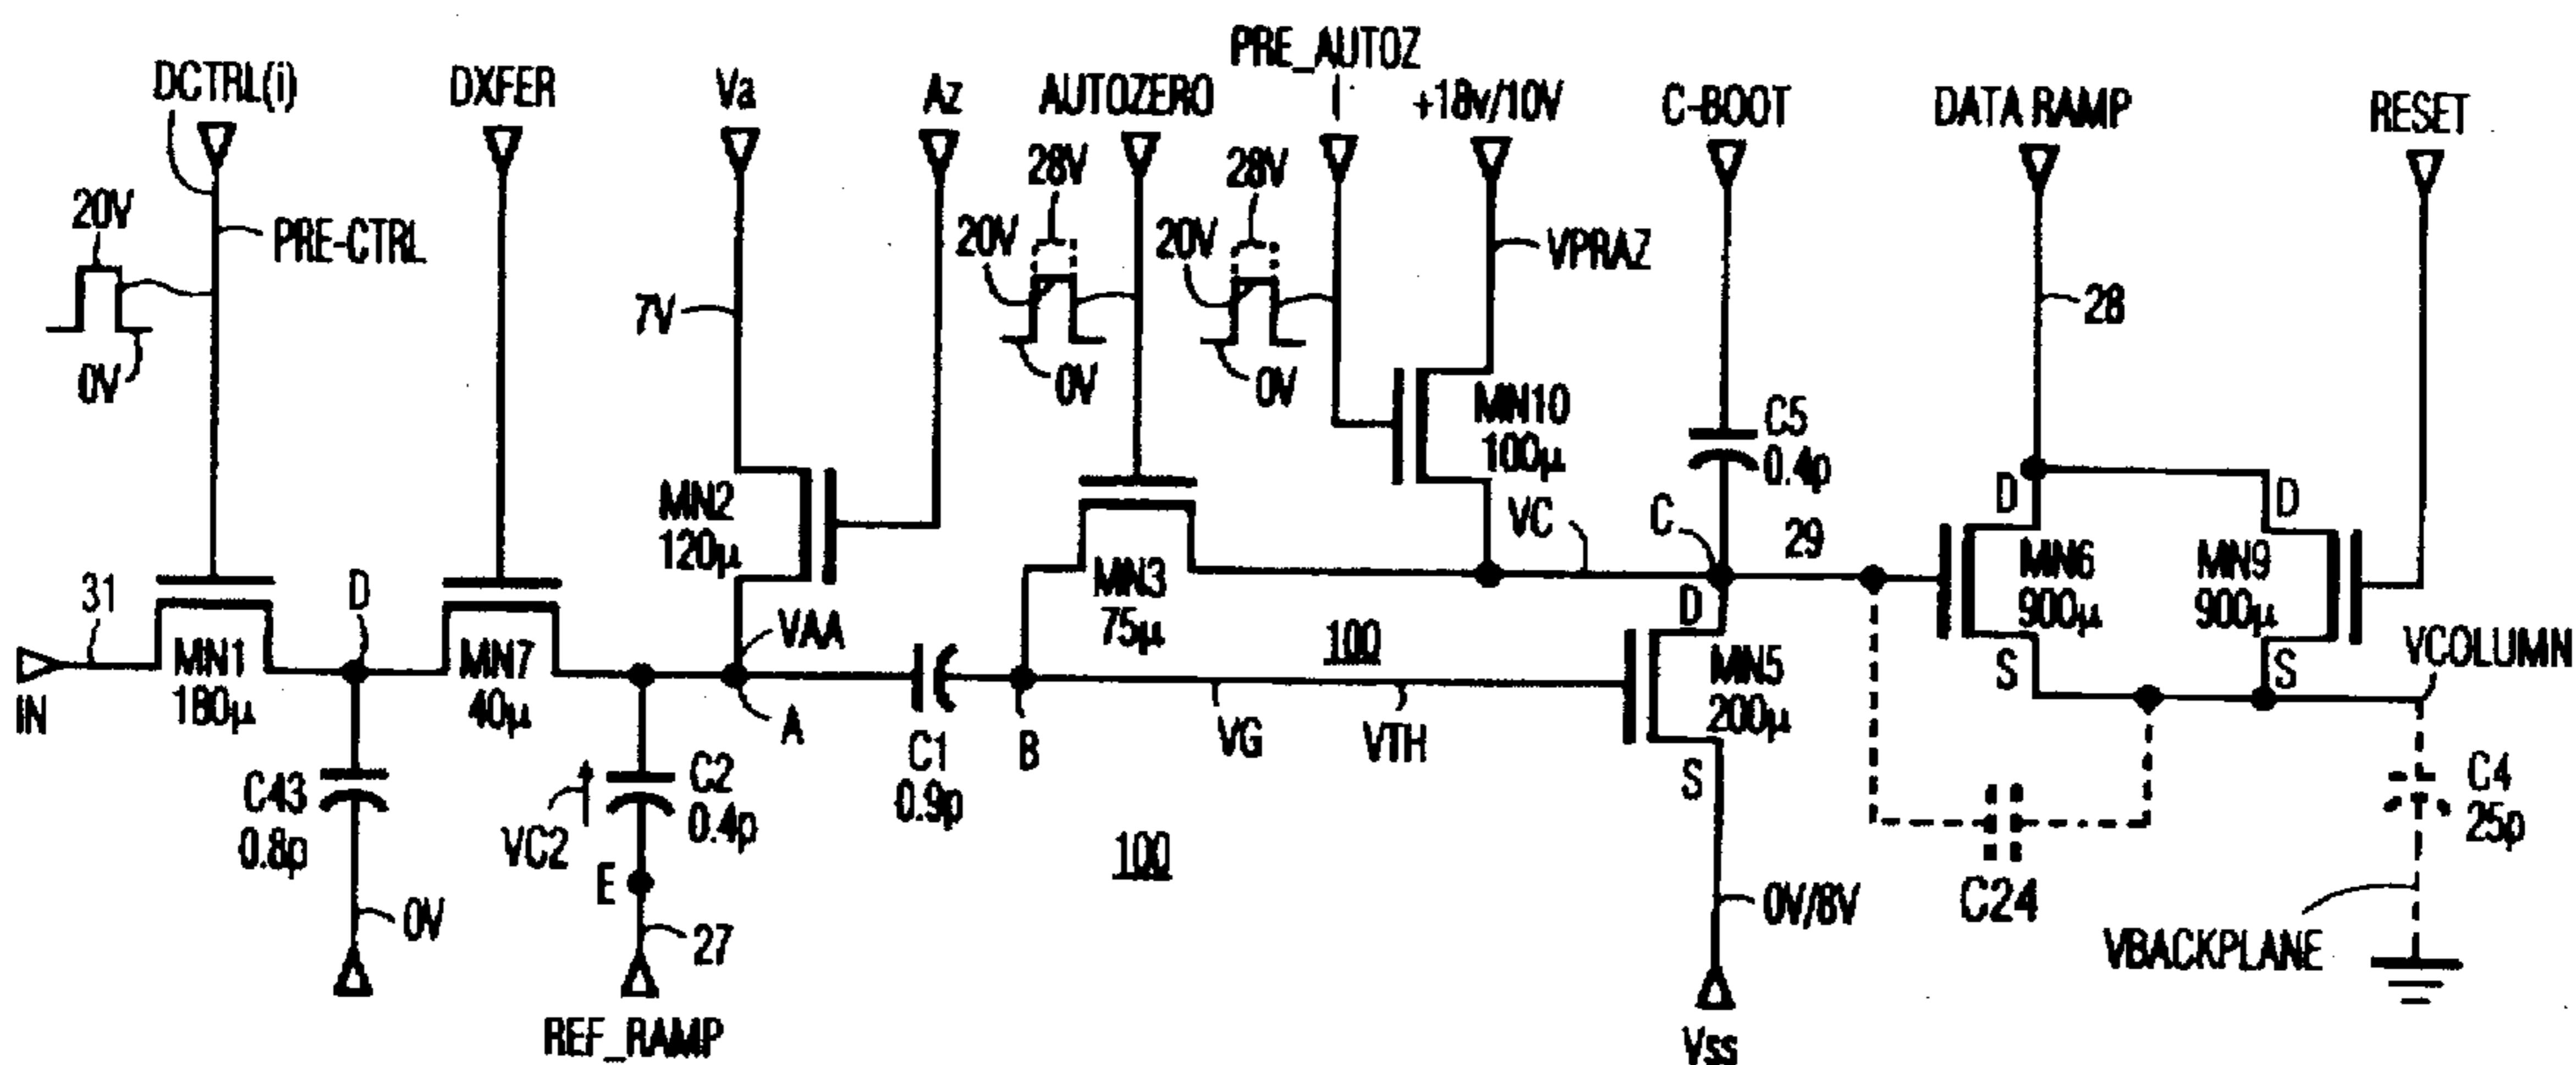 DCTRL(i)
DXFER
Va
Az
AUTOZERO
PRE_AUTOZ
+18v/10V
C-BOOT
DATA RAMP
RESET
20V
PRE-CTRL
0V
7V
28V
20V
0V
28V
20V
0V
VPRAZ
28
MN10
100µ
C5
0.4p
MN2
120µ
MN3
75µ
VC
C
29
D
MN6
900µ
S
D
MN9
900µ
S
VCOLUMN
31
IN
MN1
180µ
D
MN7
40µ
VAA
A
C1
0.9p
B
VG
VTH
100
D
MN5
200µ
S
C43
0.8p
0V
VC2
C2
0.4p
E
27
REF_RAMP
100
0V/8V
Vss
C24
C4
25p
VBACKPLANE